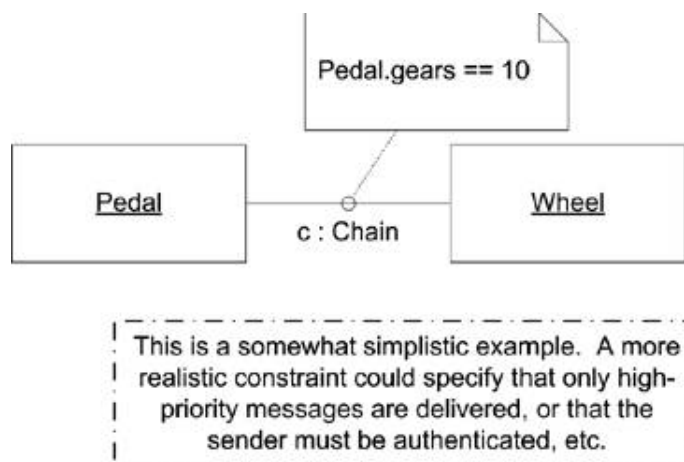 Pedal.gears == 10
Pedal
Wheel
c : Chain
This is a somewhat simplistic example. A more
realistic constraint could specify that only high-
priority messages are delivered, or that the
sender must be authenticated, etc.